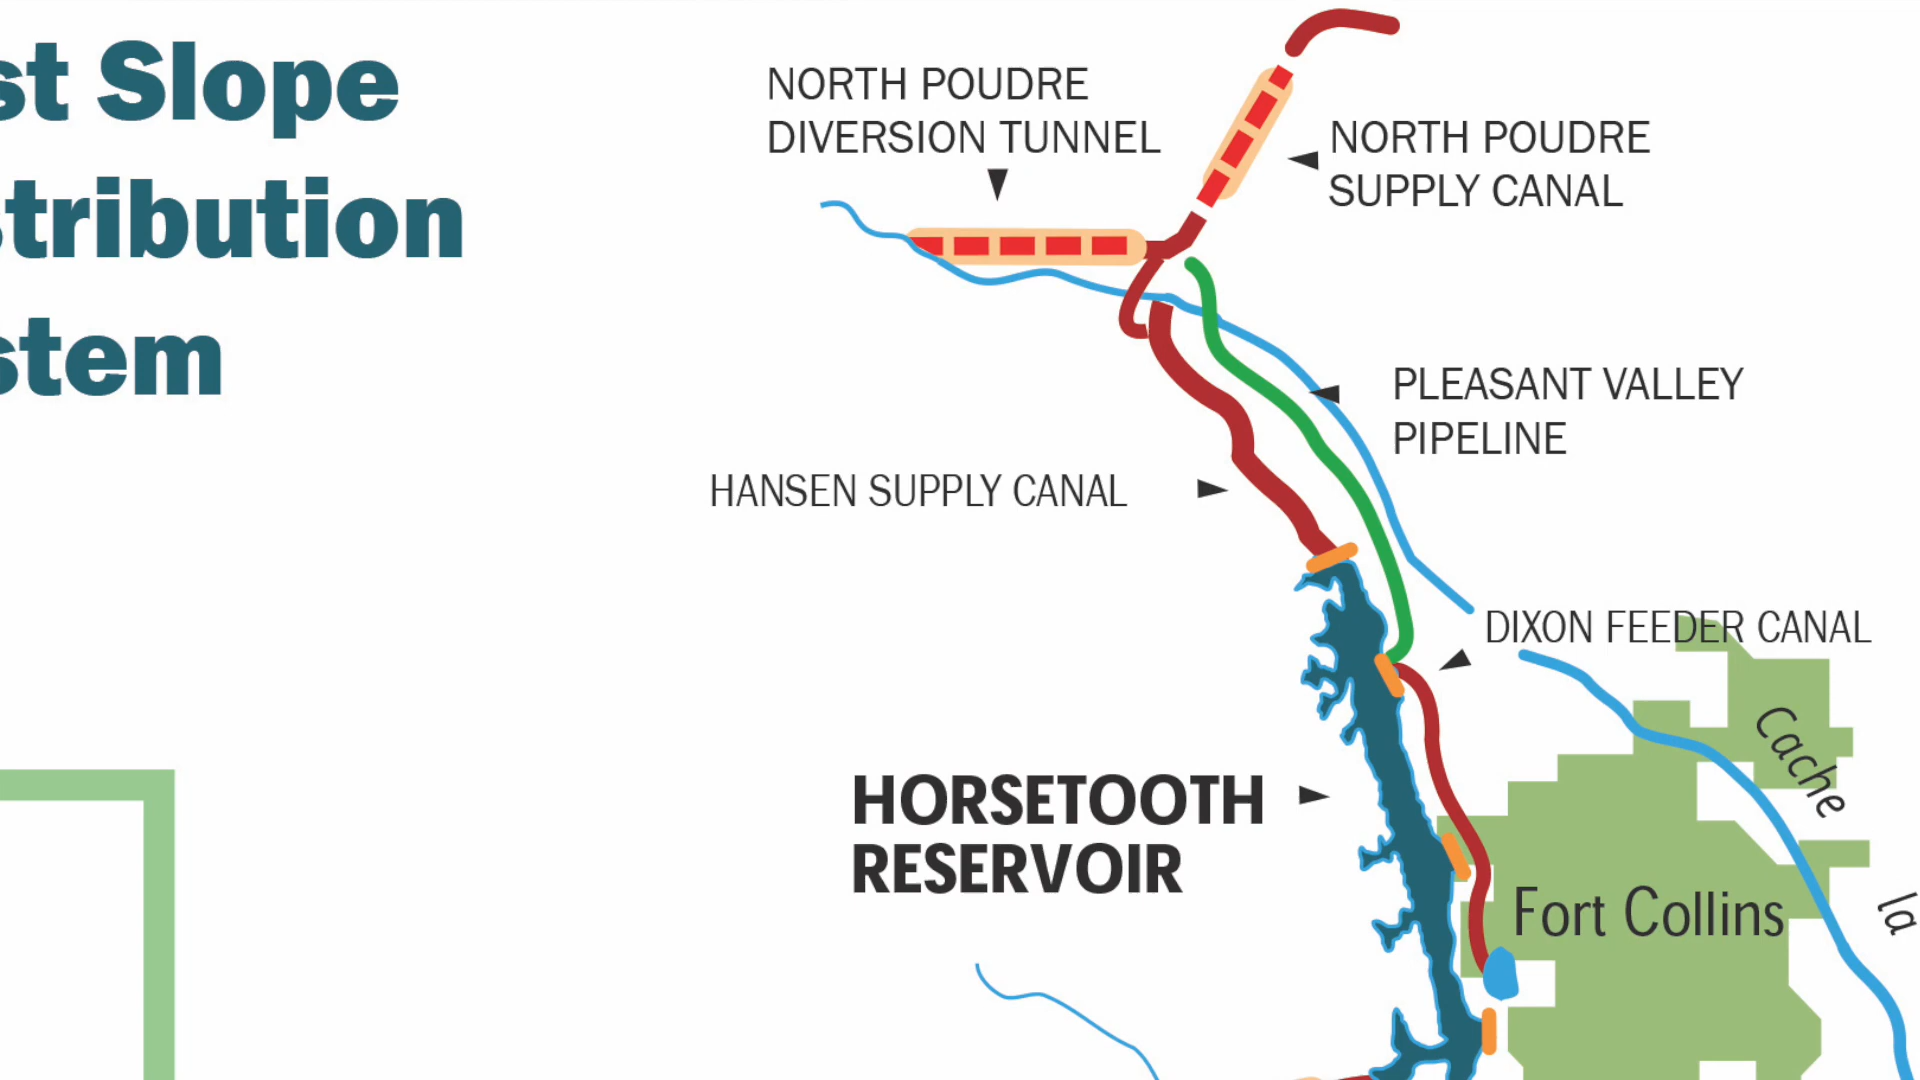 st Slope
stribution
stem
NORTH POUDRE
DIVERSION TUNNEL
NORTH POUDRE
SUPPLY CANAL
PLEASANT VALLEY
PIPELINE
HANSEN SUPPLY CANAL
DIXON FEEDER CANAL
HORSETOOTH
RESERVOIR
Fort Collins
Cache
la